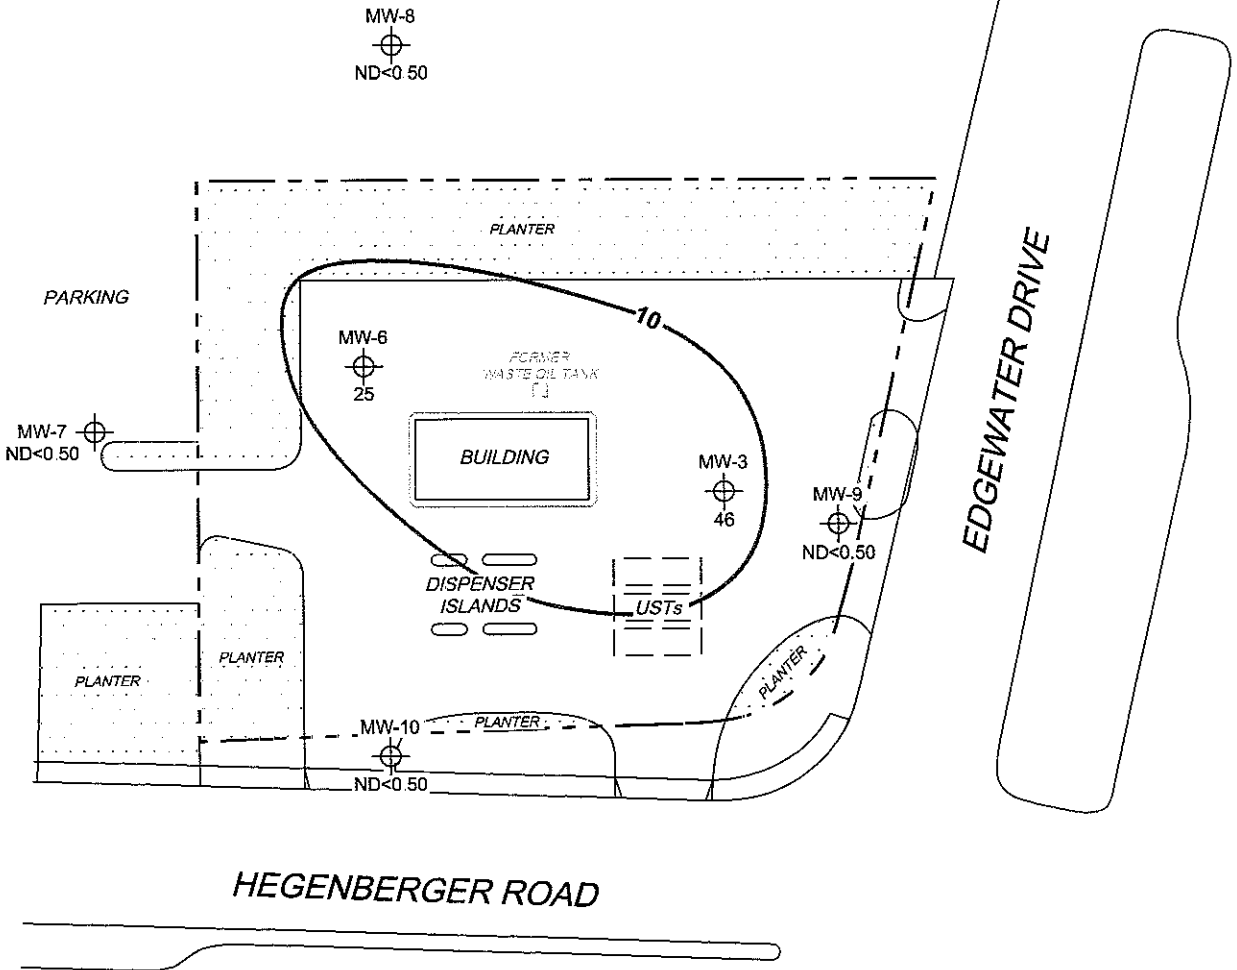 MW-8
ND<0.50
PLANTER
PARKING
10
EDGEWATER DRIVE
MW-6
25
FORMER
WASTE OIL TANK
MW-7
ND<0.50
BUILDING
MW-3
46
MW-9
ND<0.50
DISPENSER
ISLANDS
USTs
PLANTER
PLANTER
PLANTER
MW-10
PLANTER
ND<0.50
HEGENBERGER ROAD